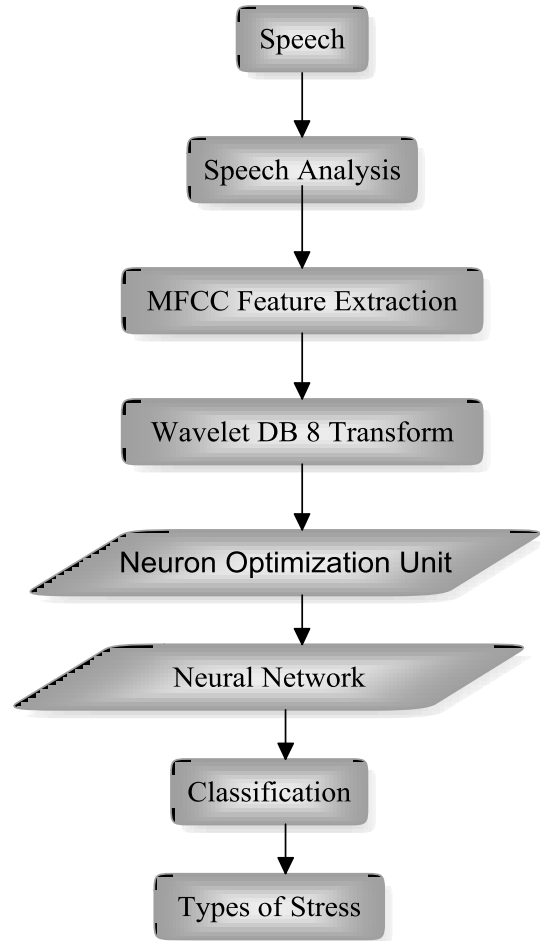 Speech
Speech Analysis
MFCC Feature Extraction
Wavelet DB 8 Transform
Neuron Optimization Unit
Neural Network
Classification
Types of Stress